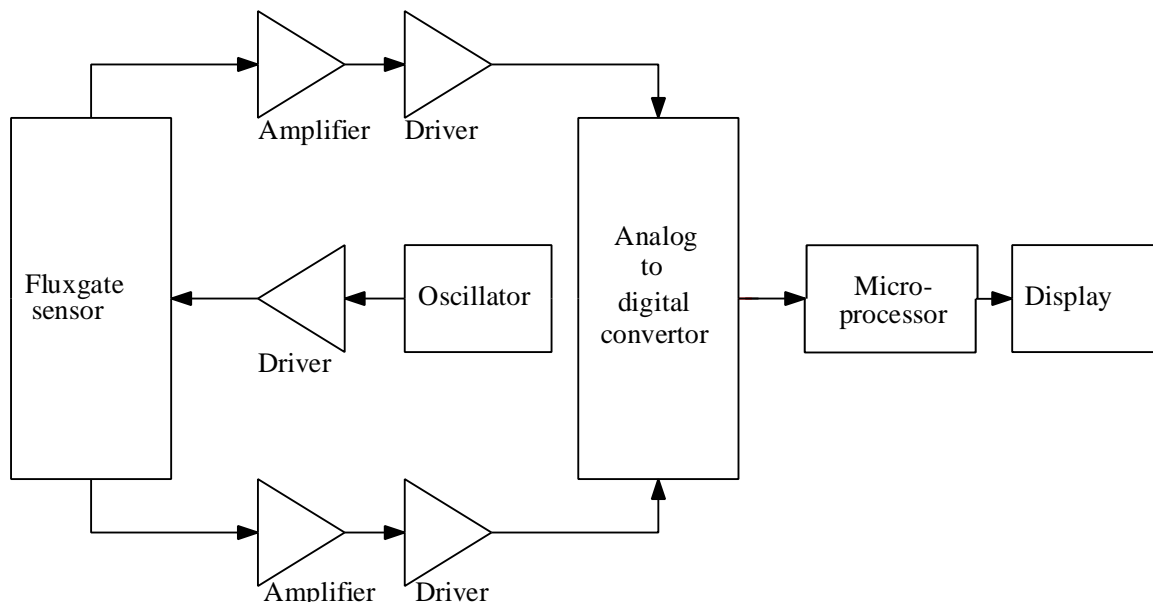 Amplifier
Driver
Fluxgate
sensor
Driver
Oscillator
Analog
to
digital
convertor
Micro-
processor
Display
Amplifier
Driver